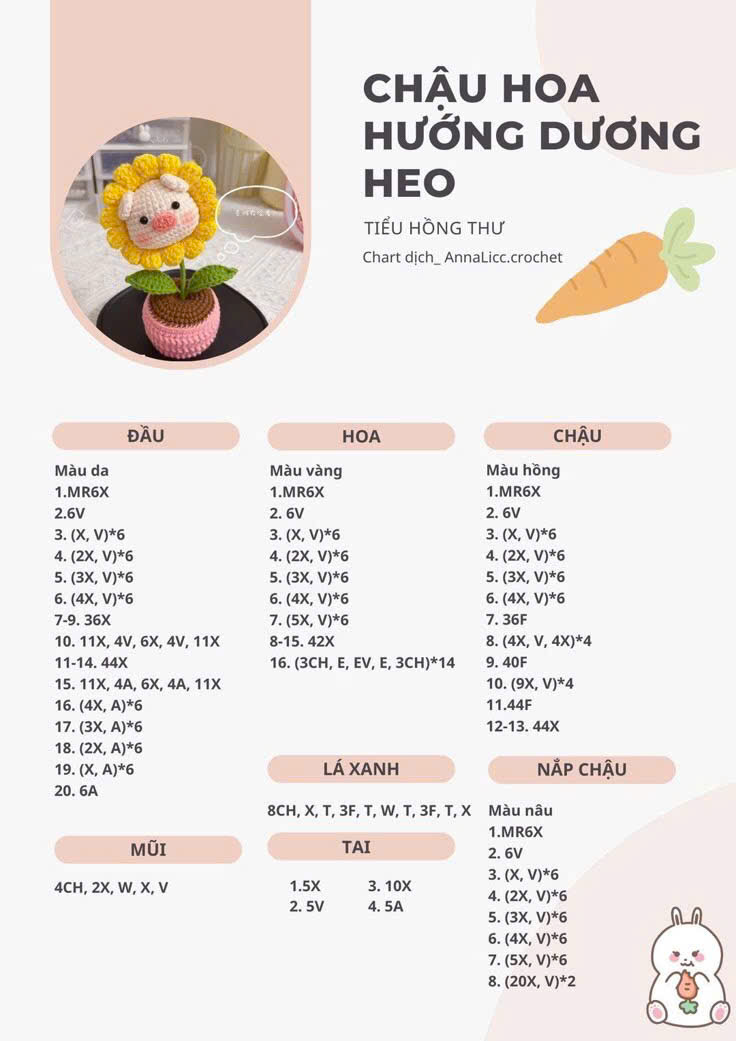 CHẬU HOA
HƯỚNG DƯƠNG
HEO
TIỂU HỒNG THƯ
Chart dịch_ AnnaLicc.crochet
ĐẦU
Màu da
1.MR6X
2.6V
3. (X, V)*6
4. (2X, V)*6
5. (3X, V)*6
6. (4X, V)*6
7-9. 36X
10. 11X, 4V, 6X, 4V, 11X
11-14. 44X
15. 11X, 4A, 6X, 4A, 11X
16. (4X, A)*6
17. (3X, A)*6
18. (2X, A)*6
19. (X, A)*6
20. 6A
MŨI
4CH, 2X, W, X, V
HOA
Màu vàng
1.MR6X
2. 6V
3. (X, V)*6
4. (2X, V)*6
5. (3X, V)*6
6. (4X, V)*6
7. (5X, V)*6
8-15. 42X
16. (3CH, E, EV, E, 3CH)*14
LÁ XANH
8CH, X, T, 3F, T, W, T, 3F, T, X
TAI
1.5X 3. 10X
2. 5V 4. 5A
CHẬU
Màu hồng
1.MR6X
2. 6V
3. (X, V)*6
4. (2X, V)*6
5. (3X, V)*6
6. (4X, V)*6
7. 36F
8. (4X, V, 4X)*4
9. 40F
10. (9X, V)*4
11.44F
12-13. 44X
NẮP CHẬU
Màu nâu
1.MR6X
2. 6V
3. (X, V)*6
4. (2X, V)*6
5. (3X, V)*6
6. (4X, V)*6
7. (5X, V)*6
8. (20X, V)*2